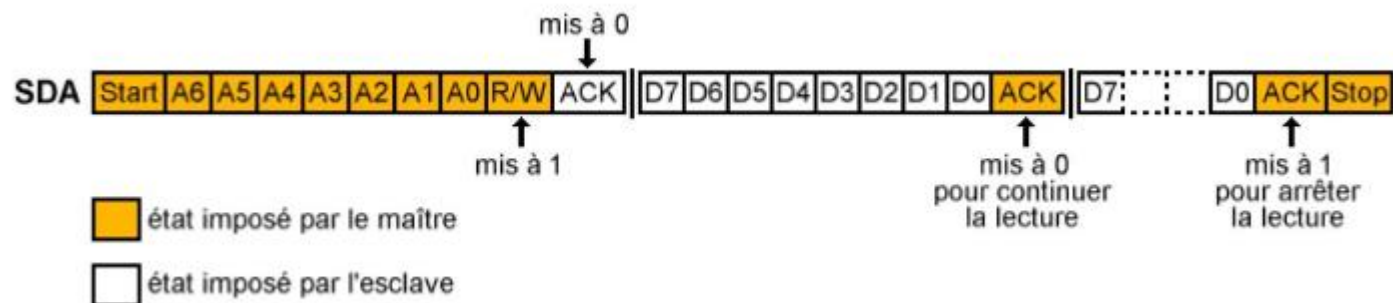 mis à 0
SDA Start A6 A5 A4 A3 A2 A1 A0 R/W ACK D7 D6 D5 D4 D3 D2 D1 D0 ACK D7 D0 ACK Stop
mis à 1 mis à 0 mis à 1
pour continuer pour arrêter
la lecture la lecture
état imposé par le maître
état imposé par l'esclave